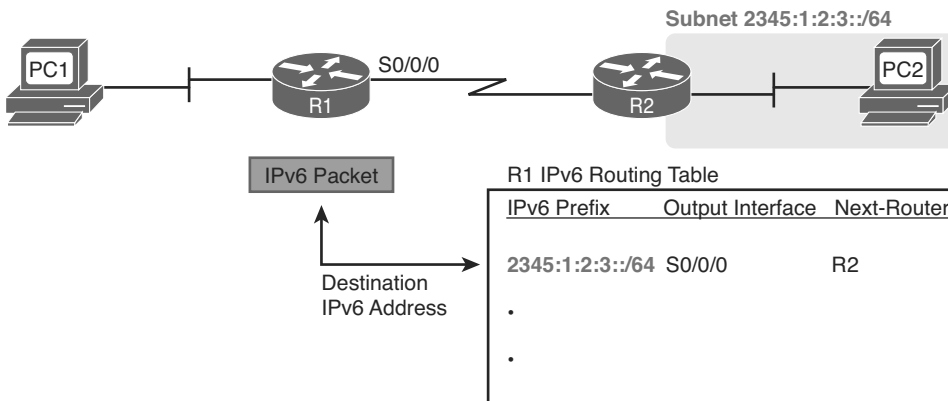 Subnet 2345:1:2:3::/64
PC1
S0/0/0
R1
R2
PC2
IPv6 Packet
Destination
IPv6 Address
R1 IPv6 Routing Table
IPv6 Prefix Output Interface Next-Router
2345:1:2:3::/64 S0/0/0 R2
.
.